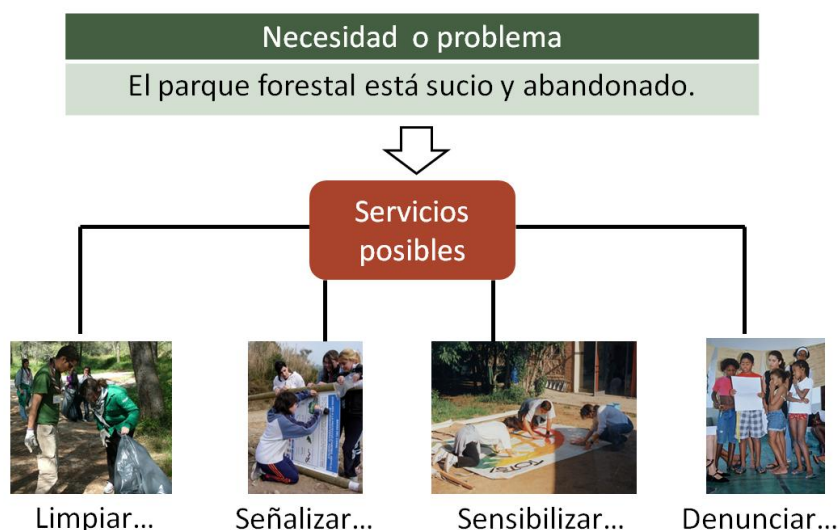 Necesidad o problema
El parque forestal está sucio y abandonado.
Servicios
posibles
Limpiar...
Señalizar...
Sensibilizar...
Denunciar...